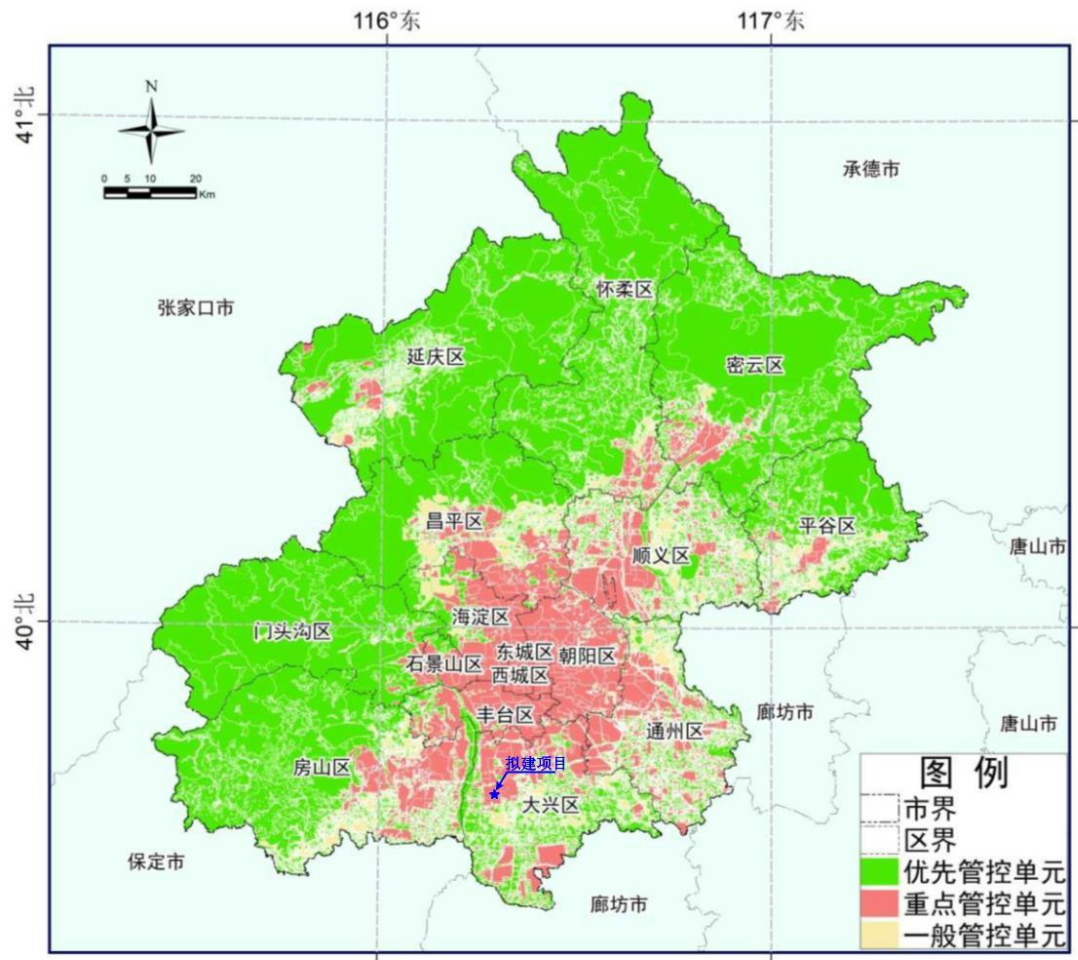 116°东
117°东
41°北
N
0 5 10 20
Km
承德市
怀柔区
张家口市
延庆区
密云区
昌平区
平谷区
顺义区
唐山市
40°北
海淀区
门头沟区
东城区
朝阳区
石景山区
西城区
丰台区
廊坊市
唐山市
通州区
拟建项目
房山区
大兴区
保定市
廊坊市
图例
市界
区界
优先管控单元
重点管控单元
一般管控单元